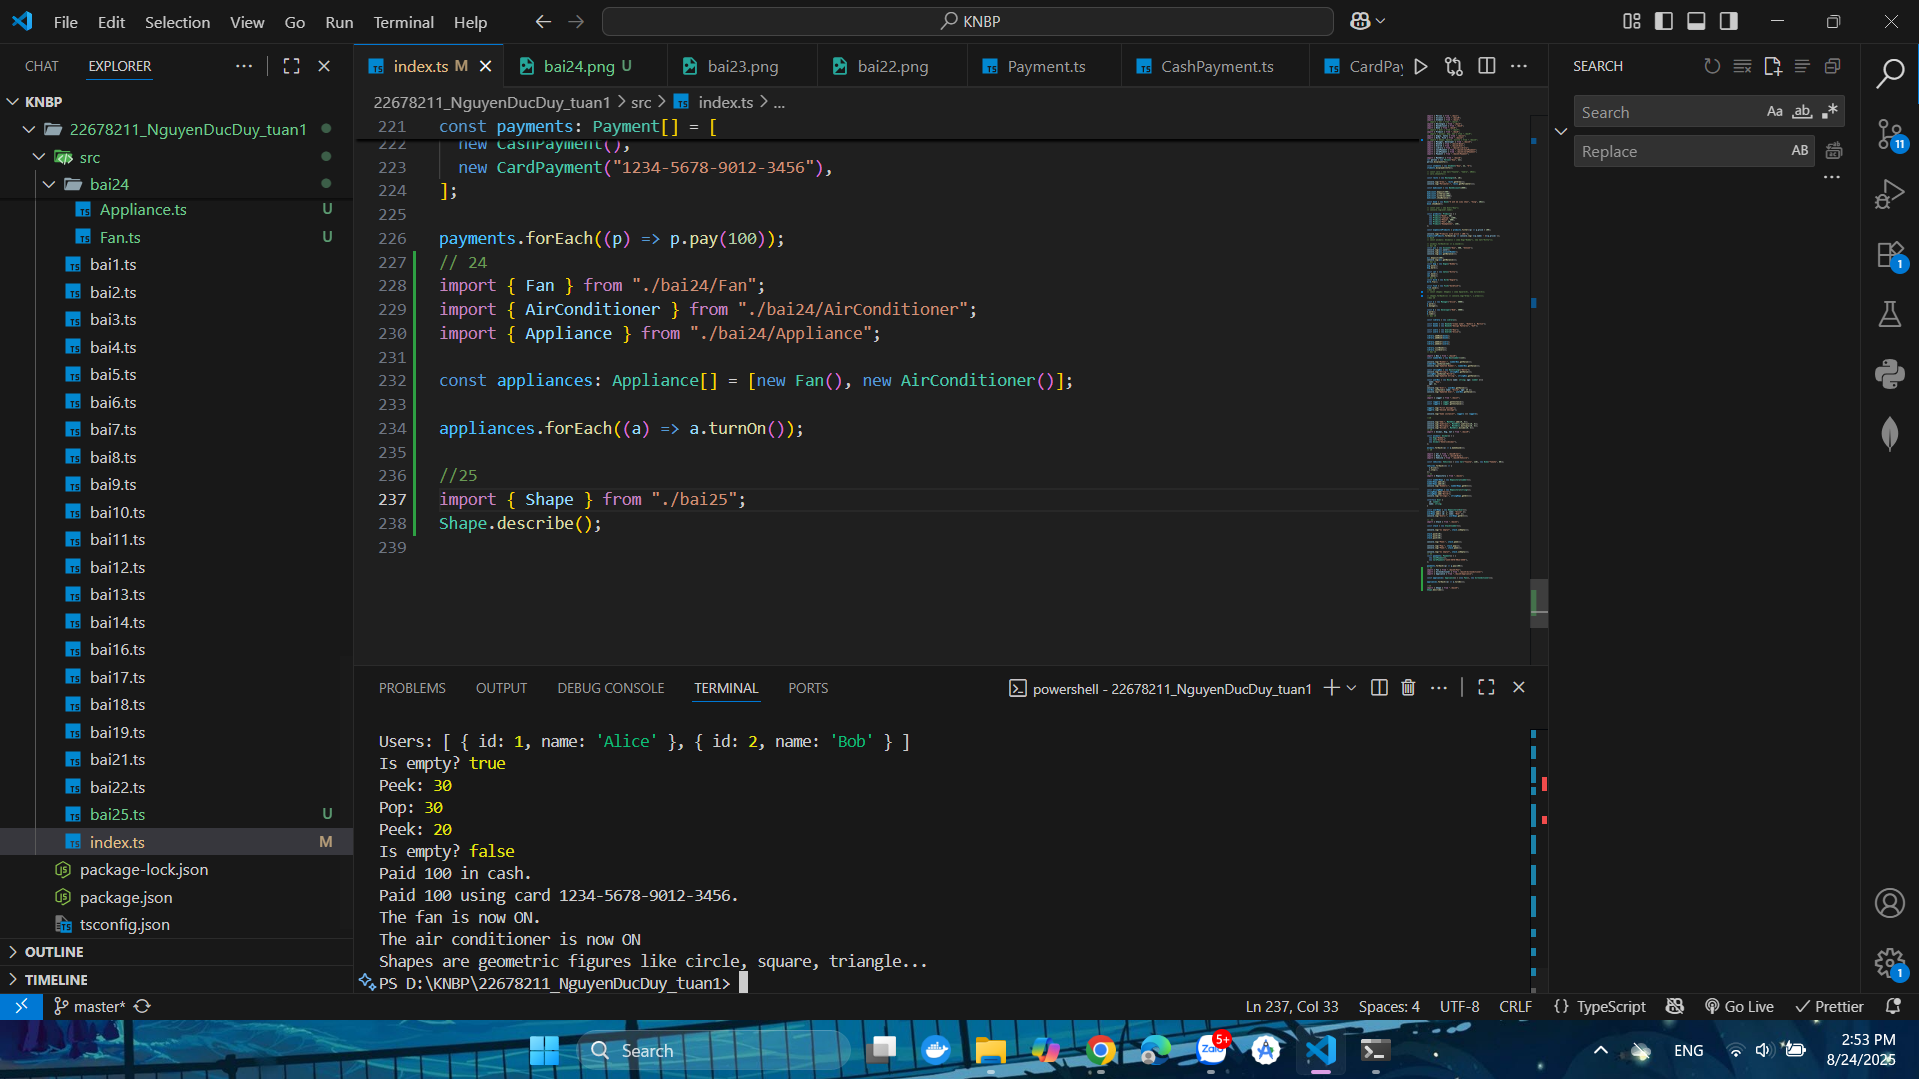 File Edit Selection View Go Run Terminal Help
KNBP
CHAT EXPLORER
index.ts M
bai24.png U
bai23.png
bai22.png
Payment.ts
CashPayment.ts
CardPay
SEARCH
KNBP
22678211_NguyenDucDuy_tuan1
src
bai24
Appliance.ts U
Fan.ts U
bai1.ts
bai2.ts
bai3.ts
bai4.ts
bai5.ts
bai6.ts
bai7.ts
bai8.ts
bai9.ts
bai10.ts
bai11.ts
bai12.ts
bai13.ts
bai14.ts
bai16.ts
bai17.ts
bai18.ts
bai19.ts
bai21.ts
bai22.ts
bai25.ts U
index.ts M
package-lock.json
package.json
tsconfig.json
OUTLINE
TIMELINE
22678211_NguyenDucDuy_tuan1 > src > index.ts > ...
221 const payments: Payment[] = [
222 new CashPayment(),
223 new CardPayment("1234-5678-9012-3456"),
224 ];
225
226 payments.forEach((p) => p.pay(100));
227 // 24
228 import { Fan } from "./bai24/Fan";
229 import { AirConditioner } from "./bai24/AirConditioner";
230 import { Appliance } from "./bai24/Appliance";
231
232 const appliances: Appliance[] = [new Fan(), new AirConditioner()];
233
234 appliances.forEach((a) => a.turnOn());
235
236 //25
237 import { Shape } from "./bai25";
238 Shape.describe();
239
Search Aa ab .*
Replace AB
11
1
PROBLEMS OUTPUT DEBUG CONSOLE TERMINAL PORTS
powershell - 22678211_NguyenDucDuy_tuan1
Users: [ { id: 1, name: 'Alice' }, { id: 2, name: 'Bob' } ]
Is empty? true
Peek: 30
Pop: 30
Peek: 20
Is empty? false
Paid 100 in cash.
Paid 100 using card 1234-5678-9012-3456.
The fan is now ON.
The air conditioner is now ON
Shapes are geometric figures like circle, square, triangle...
PS D:\KNBP\22678211_NguyenDucDuy_tuan1>
1
master*
Ln 237, Col 33 Spaces: 4 UTF-8 CRLF {} TypeScript Go Live Prettier
Search
Zalo 5+
ENG
2:53 PM
8/24/2025